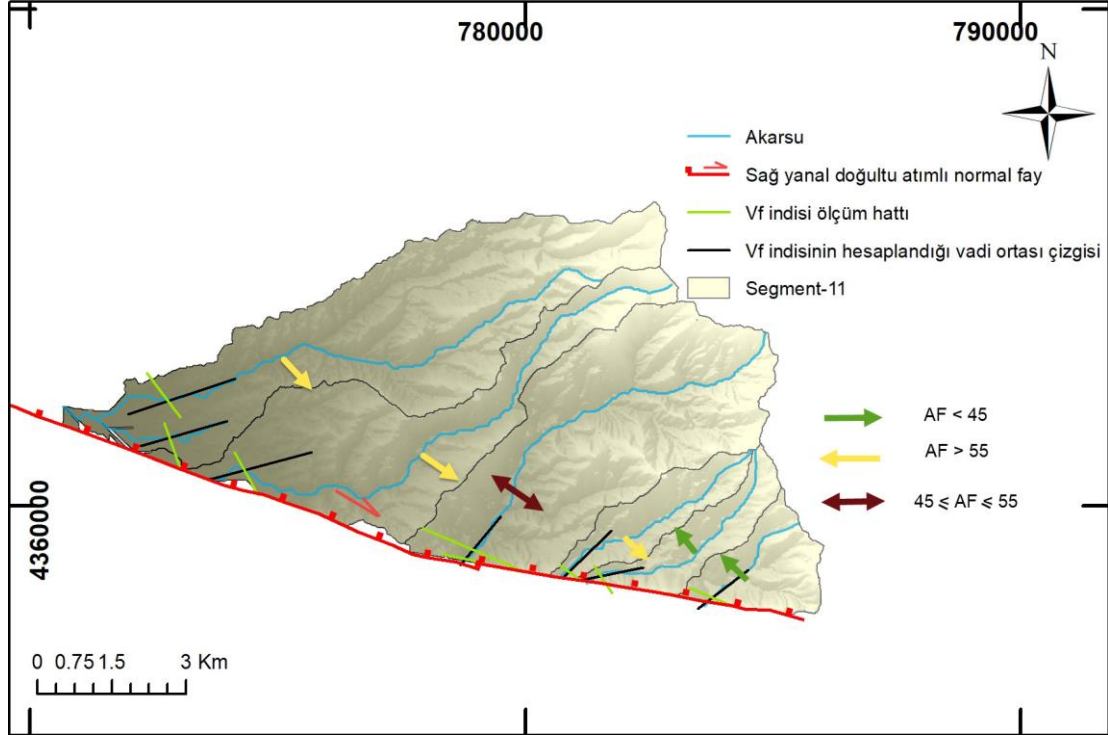 780000
790000
N
Akarsu
Sağ yanal doğultu atımlı normal fay
Vf indisi ölçüm hattı
Vf indisinin hesaplandığı vadi ortası çizgisi
Segment-11
AF < 45
AF > 55
45 ⩽ AF ⩽ 55
4360000
0 0.75 1.5 3 Km